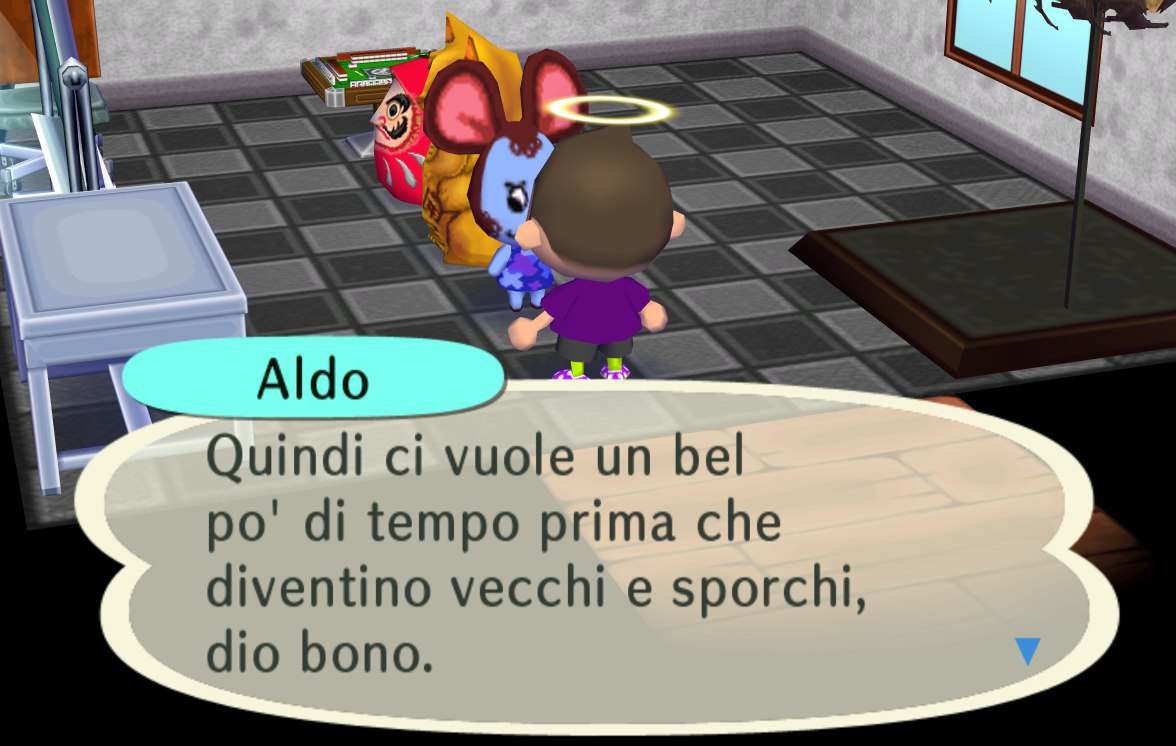 Aldo
Quindi ci vuole un bel
po' di tempo prima che
diventino vecchi e sporchi,
dio bono.